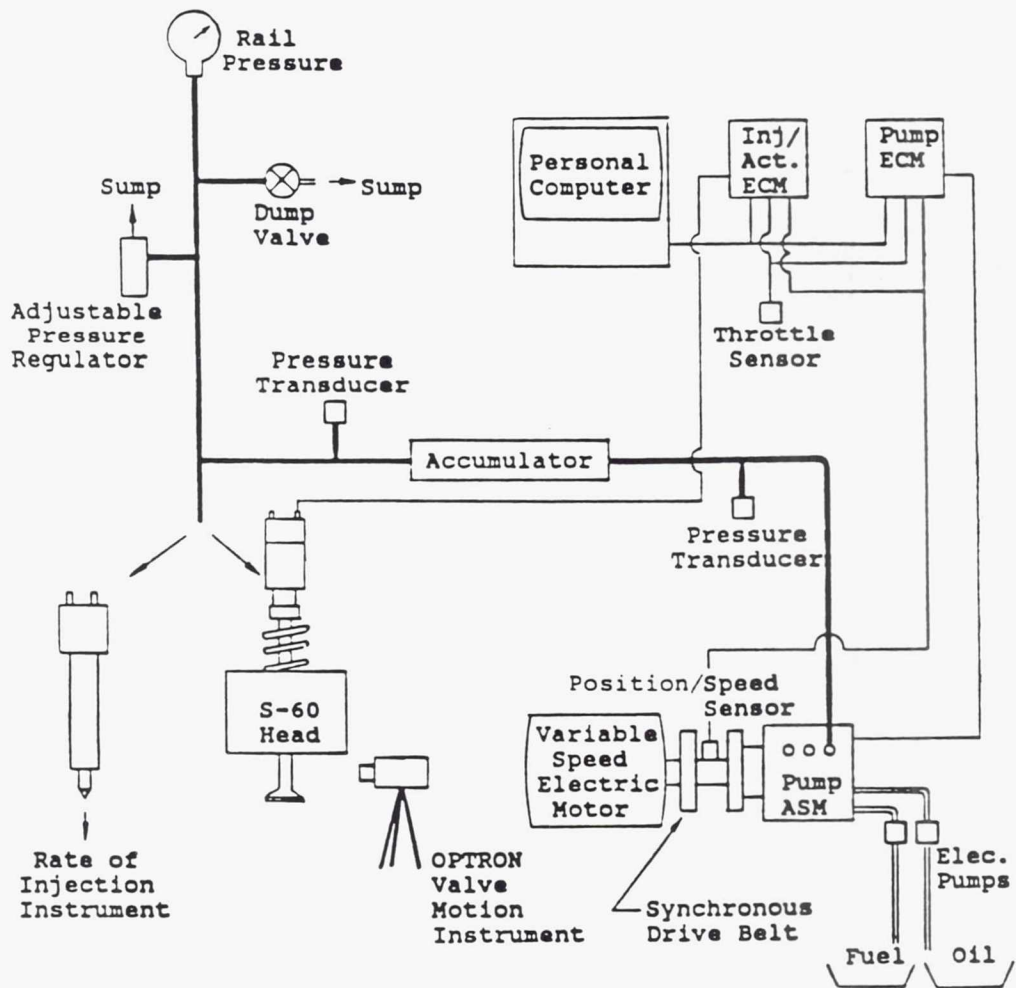 Rail
Pressure
Sump
Sump
Dump
Valve
Adjustable
Pressure
Regulator
Personal
Computer
Inj/
Act.
ECM
Pump
ECM
Throttle
Sensor
Pressure
Transducer
Accumulator
Pressure
Transducer
S-60
Head
Position/Speed
Sensor
Variable
Speed
Electric
Motor
Pump
ASM
Rate of
Injection
Instrument
OPTRON
Valve
Motion
Instrument
Synchronous
Drive Belt
Elec.
Pumps
Fuel
Oil